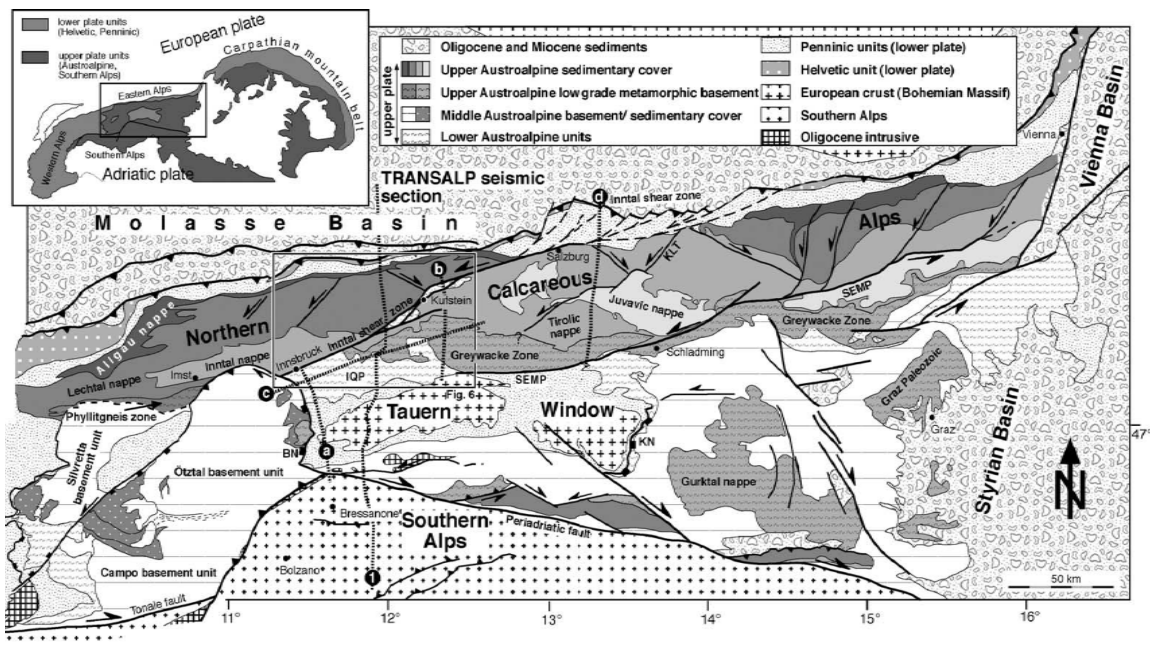 lower plate units
(Helvetic, Penninic)
upper plate units
(Austroalpine,
Southern Alps)
European plate
Carpathian mountain belt
Eastern Alps
Western Alps
Southern Alps
Adriatic plate
upper plate
Oligocene and Miocene sediments
Upper Austroalpine sedimentary cover
Upper Austroalpine low grade metamorphic basement
Middle Austroalpine basement/ sedimentary cover
Lower Austroalpine units
Penninic units (lower plate)
Helvetic unit (lower plate)
European crust (Bohemian Massif)
Southern Alps
Oligocene intrusive
TRANSALP seismic
section
Molasse Basin
d
Inntal shear zone
Vienna
Vienna Basin
b
Kufstein
Salzburg
KLT
Alps
Calcareous
Northern
Inntal shear zone
Juvavic nappe
Tirolic
nappe
SEMP
Allgäu nappe
Inntal nappe
Innsbruck
Imst
Lechtal nappe
Greywacke Zone
Greywacke Zone
Schladming
SEMP
IQP
c
Fig. 6
Phyllitgneis zone
Tauern
Window
Graz Paleozoic
Graz
47°
Silvretta
basement unit
BN
a
KN
Ötztal basement unit
Gurktal nappe
Styrian Basin
N
Bressanone
Southern
Alps
Periadriatic fault
Bolzano
1
Campo basement unit
Tonale fault
50 km
11°
12°
13°
14°
15°
16°